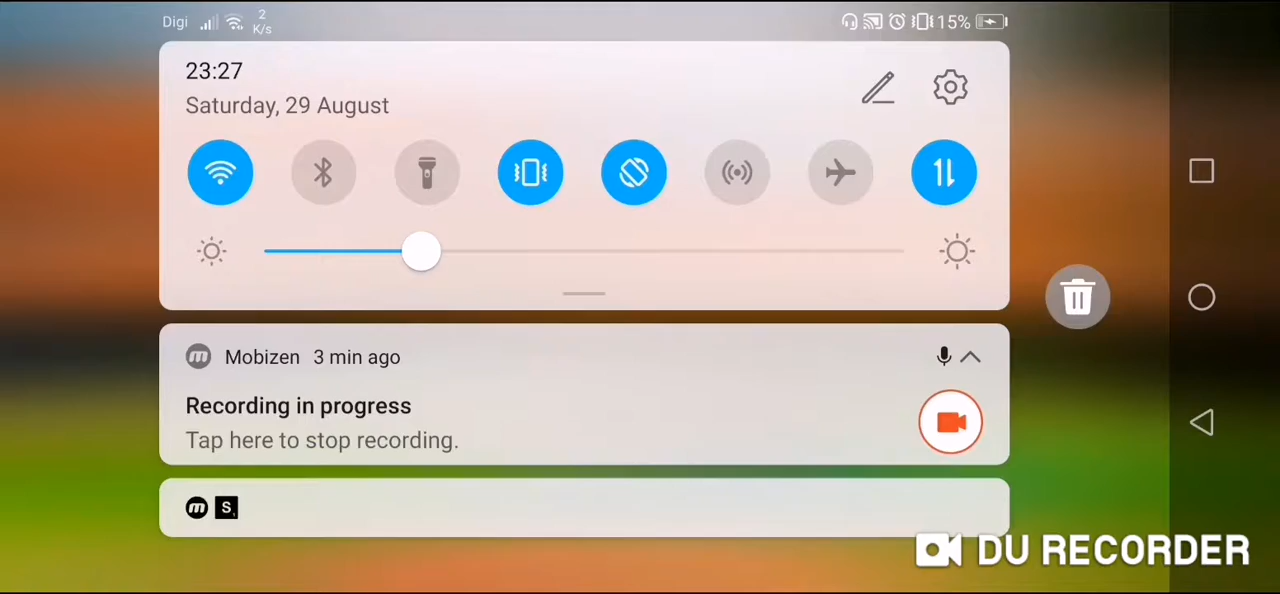 Digi 2 K/s 15%
23:27
Saturday, 29 August
m Mobizen 3 min ago
Recording in progress
Tap here to stop recording.
m S,
DU RECORDER